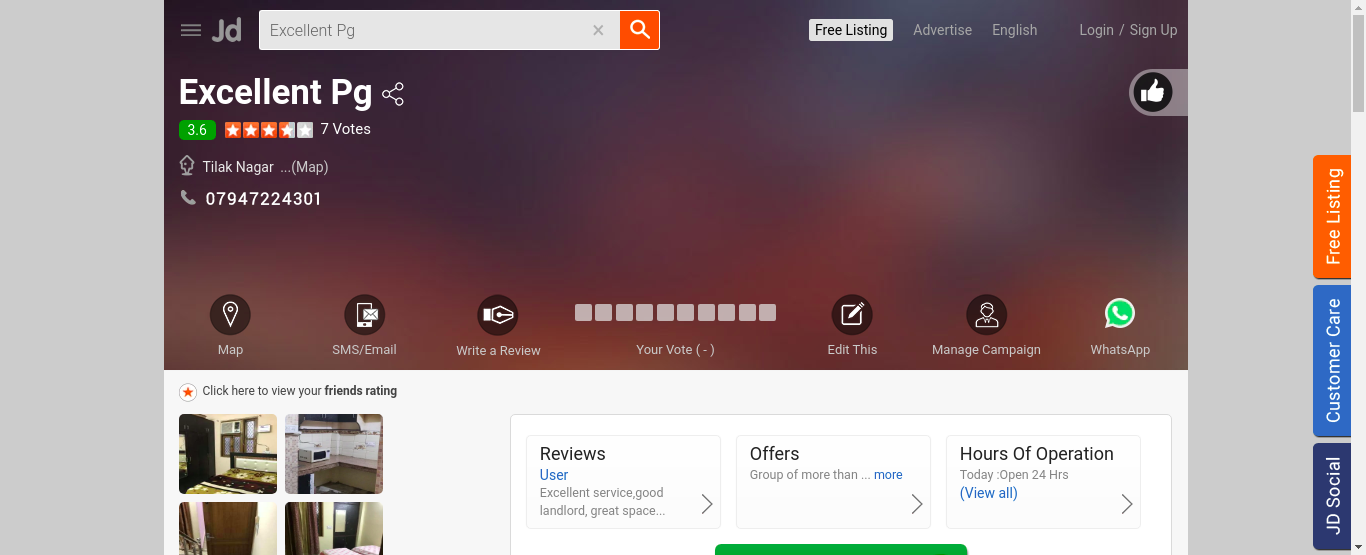 Jd
Excellent Pg
Free Listing
Advertise
English
Login / Sign Up
Excellent Pg
3.6
7 Votes
Tilak Nagar ...(Map)
07947224301
Map
SMS/Email
Write a Review
Your Vote ( - )
Edit This
Manage Campaign
WhatsApp
Click here to view your friends rating
Reviews
User
Excellent service,good
landlord, great space...
Offers
Group of more than ... more
Hours Of Operation
Today :Open 24 Hrs
(View all)
Free Listing
Customer Care
JD Social